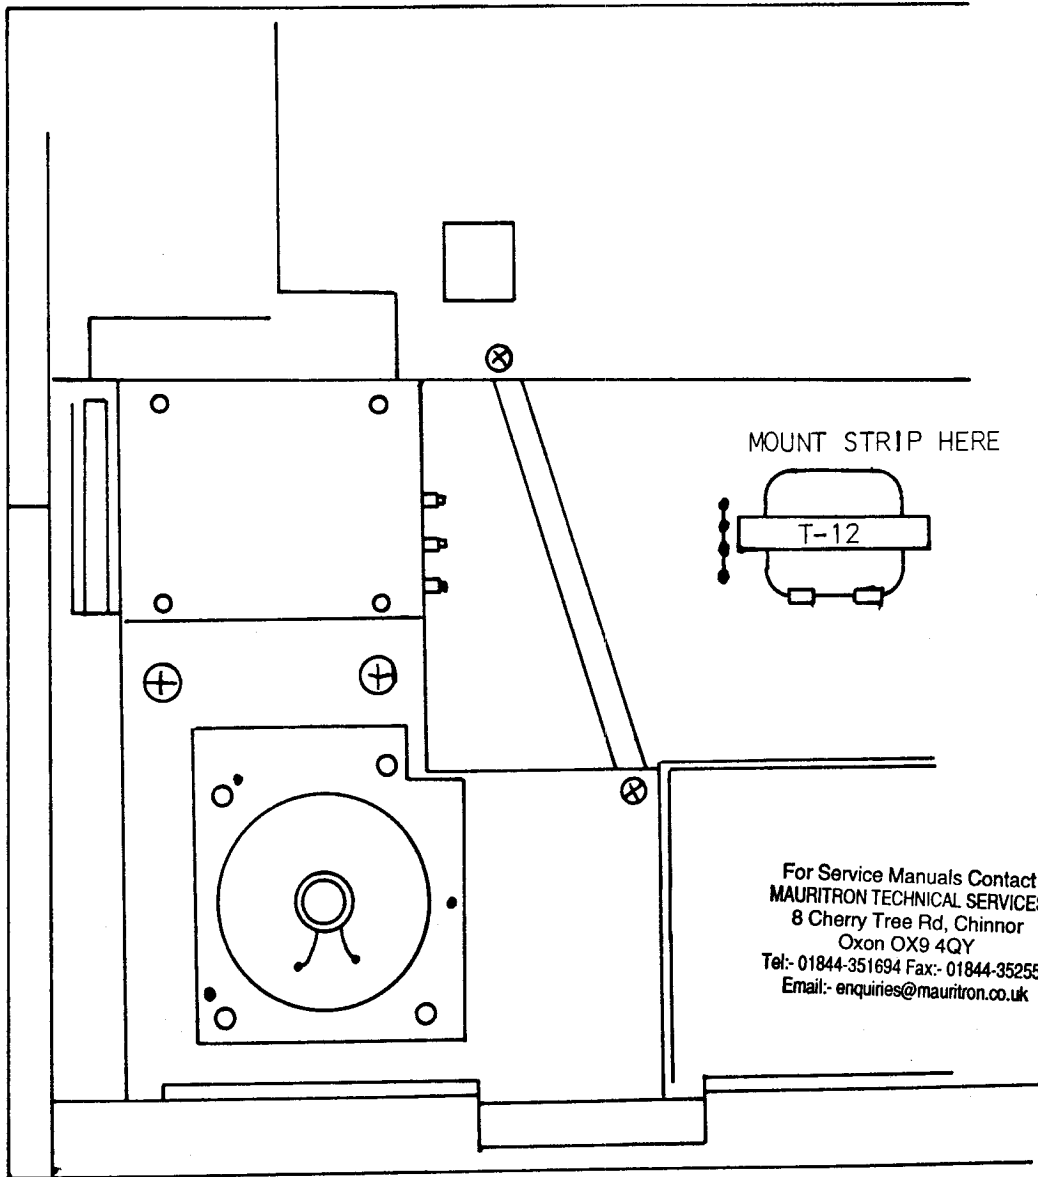 MOUNT STRIP HERE
T-12
For Service Manuals Contact
MAURITRON TECHNICAL SERVICES
8 Cherry Tree Rd, Chinnor
Oxon OX9 4QY
Tel:- 01844-351694 Fax:- 01844-35255
Email:- enquiries@mauritron.co.uk